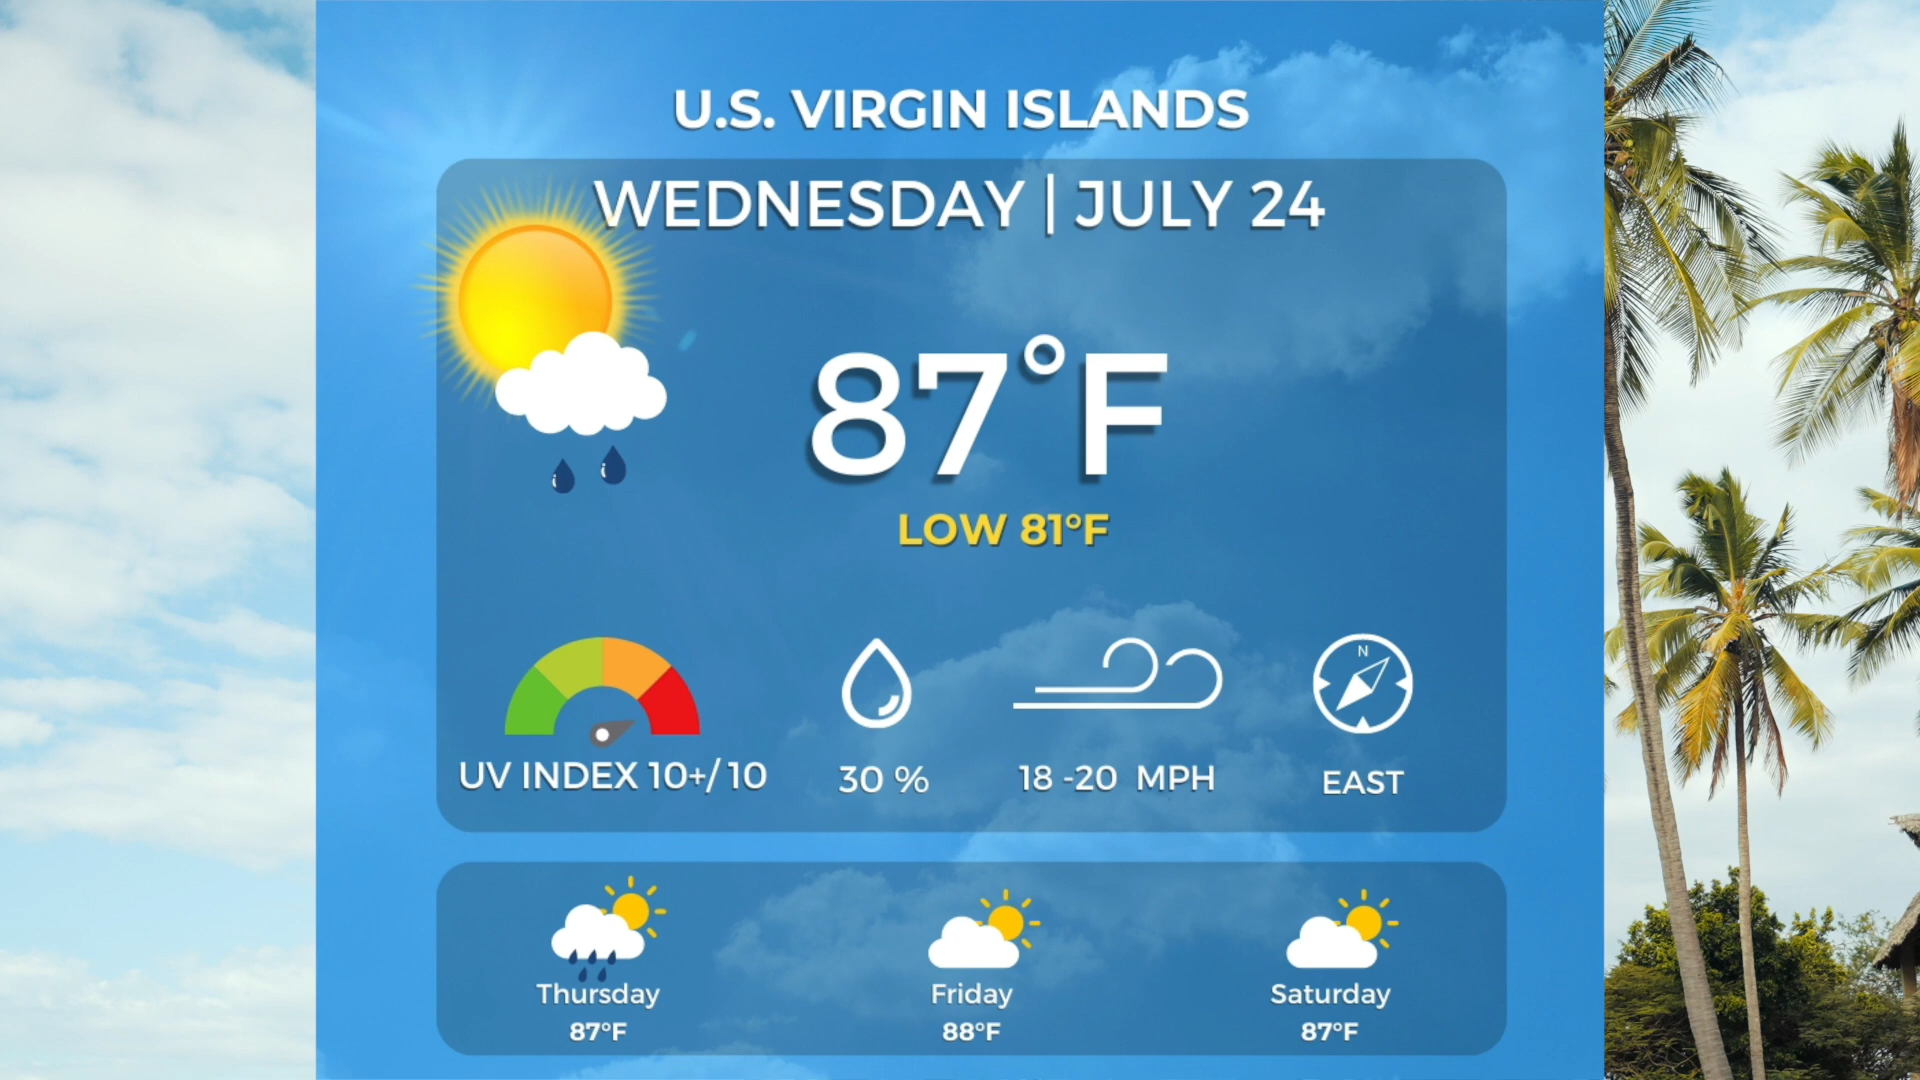 U.S. VIRGIN ISLANDS
WEDNESDAY | JULY 24
87°F
LOW 81°F
N
UV INDEX 10+/ 10
30 %
18 -20 MPH
EAST
Thursday
87°F
Friday
88°F
Saturday
87°F